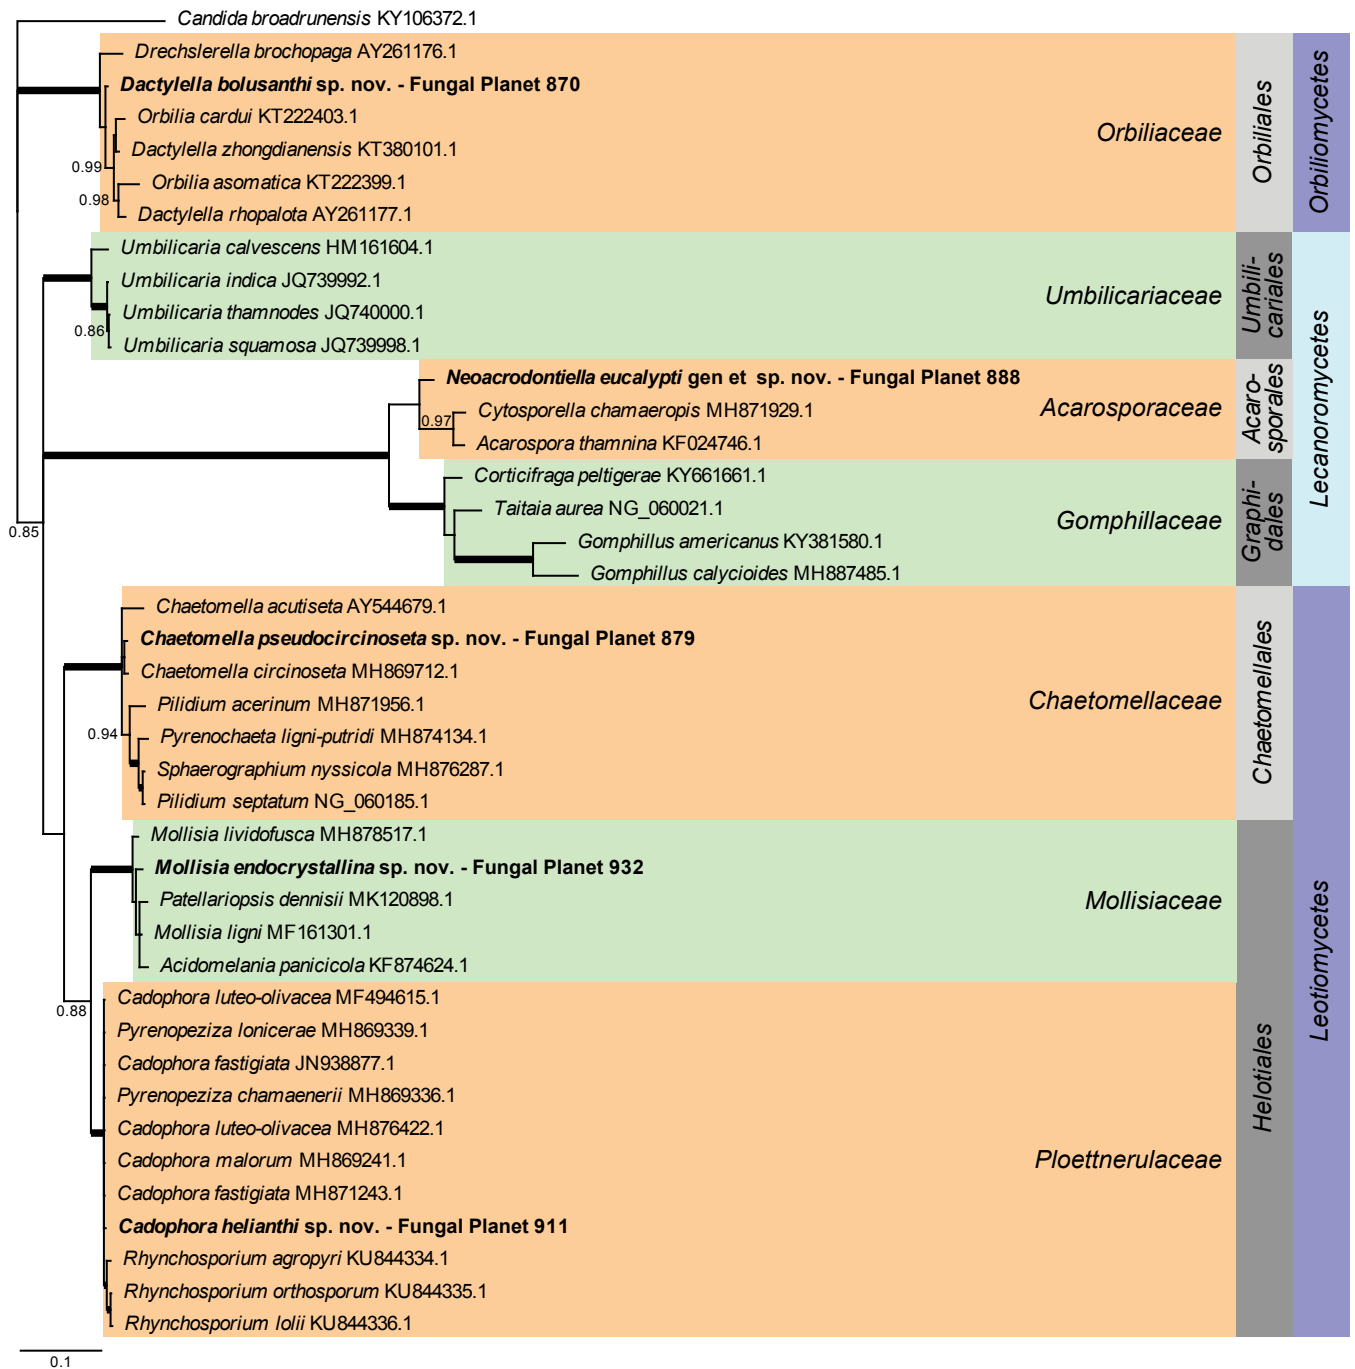 Candida broadrunensis KY106372.1
Drechslerella brochopaga AY261176.1
Dactylella bolusanthi sp. nov. - Fungal Planet 870
Orbilia cardui KT222403.1
Dactylella zhongdianensis KT380101.1
0.99
Orbilia asomatica KT222399.1
0.98
Dactylella rhopalota AY261177.1
Orbiliaceae
Orbiliales
Orbiliomycetes
Umbilicaria calvescens HM161604.1
Umbilicaria indica JQ739992.1
Umbilicaria thamnodes JQ740000.1
0.86
Umbilicaria squamosa JQ739998.1
Umbilicariaceae
Umbili-
cariales
Neoacrodontiella eucalypti gen et sp. nov. - Fungal Planet 888
Cytosporella chamaeropis MH871929.1
0.97
Acarospora thamnina KF024746.1
Acarosporaceae
Acaro-
sporales
Lecanoromycetes
Corticifraga peltigerae KY661661.1
Taitaia aurea NG_060021.1
Gomphillus americanus KY381580.1
Gomphillus calycioides MH887485.1
Gomphillaceae
Graphi-
dales
0.85
Chaetomella acutiseta AY544679.1
Chaetomella pseudocircinoseta sp. nov. - Fungal Planet 879
Chaetomella circinoseta MH869712.1
Pilidium acerinum MH871956.1
0.94
Pyrenochaeta ligni-putridi MH874134.1
Sphaerographium nyssicola MH876287.1
Pilidium septatum NG_060185.1
Chaetomellaceae
Chaetomellales
Mollisia lividofusca MH878517.1
Mollisia endocrystallina sp. nov. - Fungal Planet 932
Patellariopsis dennisii MK120898.1
Mollisia ligni MF161301.1
Acidomelania panicicola KF874624.1
Mollisiaceae
Leotiomycetes
0.88
Cadophora luteo-olivacea MF494615.1
Pyrenopeziza lonicerae MH869339.1
Cadophora fastigiata JN938877.1
Pyrenopeziza chamaenerii MH869336.1
Cadophora luteo-olivacea MH876422.1
Cadophora malorum MH869241.1
Cadophora fastigiata MH871243.1
Cadophora helianthi sp. nov. - Fungal Planet 911
Rhynchosporium agropyri KU844334.1
Rhynchosporium orthosporum KU844335.1
Rhynchosporium lolii KU844336.1
Ploettnerulaceae
Helotiales
0.1